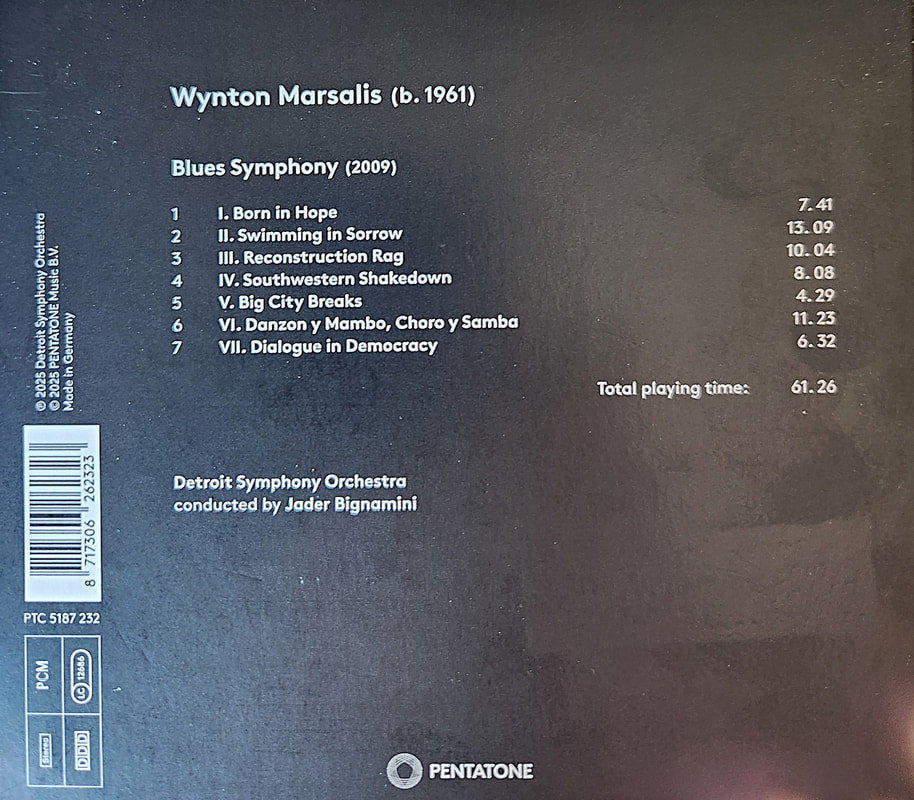 Wynton Marsalis (b. 1961)
Blues Symphony (2009)
1 I. Born in Hope 7. 41
2 II. Swimming in Sorrow 13. 09
3 III. Reconstruction Rag 10. 04
4 IV. Southwestern Shakedown 8. 08
5 V. Big City Breaks 4. 29
6 VI. Danzon y Mambo, Choro y Samba 11. 23
7 VII. Dialogue in Democracy 6. 32
Total playing time: 61. 26
Detroit Symphony Orchestra
conducted by Jader Bignamini
℗ 2025 Detroit Symphony Orchestra
© 2025 PENTATONE Music B.V.
Made in Germany
8 717306 262323
PTC 5187 232
PCM
LC 12686
Stereo
DDD
PENTATONE